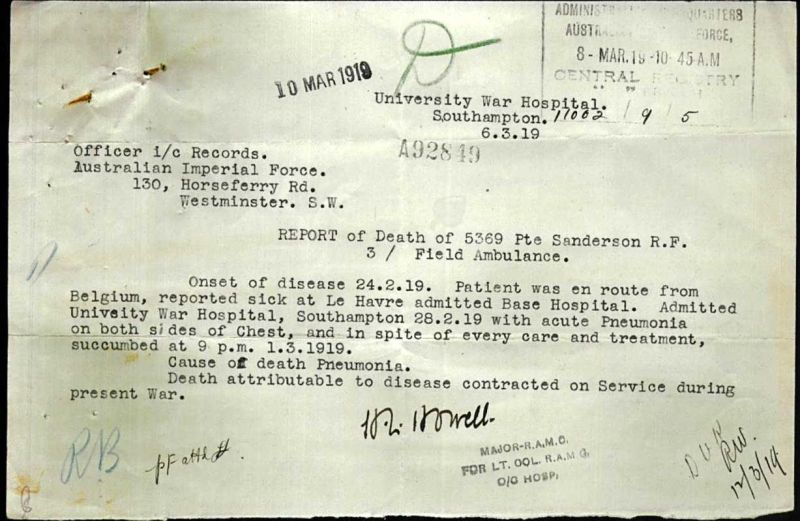 ADMINIST QUARTERS
AUSTRA FORCE,
8 - MAR. 19 - 10 · 45 A.M
CENTRAL REGISTRY
10 MAR 1919
D
University War Hospital.
Southampton. 11002 / 9 / 5
6.3.19
A92849
Officer i/c Records.
Australian Imperial Force.
130, Horseferry Rd.
Westminster. S.W.
REPORT of Death of 5369 Pte Sanderson R.F.
3 / Field Ambulance.
Onset of disease 24.2.19. Patient was en route from
Belgium, reported sick at Le Havre admitted Base Hospital. Admitted
Univeity War Hospital, Southampton 28.2.19 with acute Pneumonia
on both sides of Chest, and in spite of every care and treatment,
succumbed at 9 p.m. 1.3.1919.
Cause of death Pneumonia.
Death attributable to disease contracted on Service during
present War.
MAJOR-R.A.M.C.
FOR LT. COL. R.A.M.C.
O/C HOSP.
RB
pF attd
12/3/19